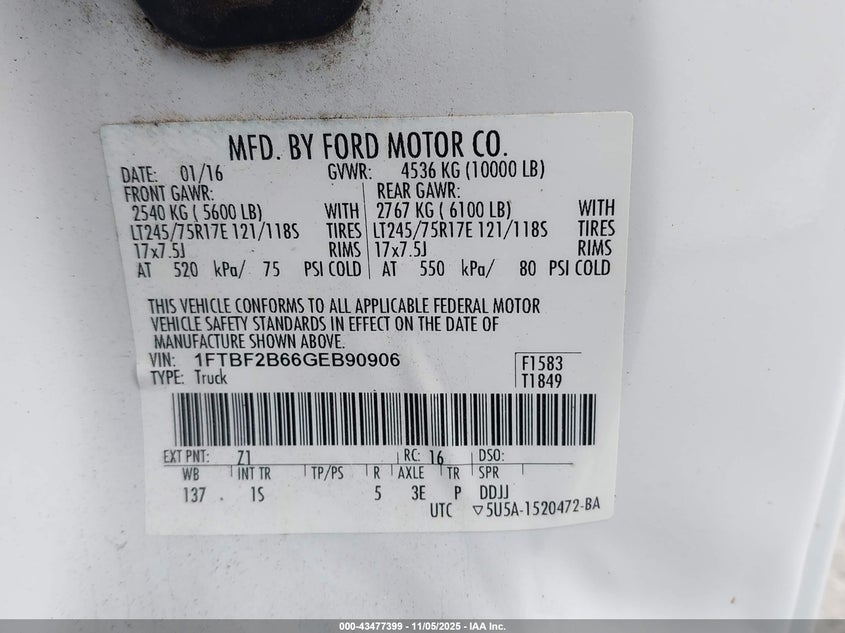 MFD. BY FORD MOTOR CO.
DATE: 01/16 GVWR: 4536 KG (10000 LB)
FRONT GAWR: REAR GAWR:
2540 KG ( 5600 LB) WITH 2767 KG ( 6100 LB) WITH
LT245/75R17E 121/118S TIRES LT245/75R17E 121/118S TIRES
17x7.5J RIMS 17x7.5J RIMS
AT 520 kPa/ 75 PSI COLD AT 550 kPa/ 80 PSI COLD
THIS VEHICLE CONFORMS TO ALL APPLICABLE FEDERAL MOTOR
VEHICLE SAFETY STANDARDS IN EFFECT ON THE DATE OF
MANUFACTURE SHOWN ABOVE.
VIN: 1FTBF2B66GEB90906 F1583
TYPE: Truck T1849
EXT PNT: Z1 RC: 16 DSO:
WB INT TR TP/PS R AXLE TR SPR
137 . 1S 5 3E P DDJJ
UTC ▽5U5A-1520472-BA
000-43477399 - 11/05/2025 - IAA Inc.